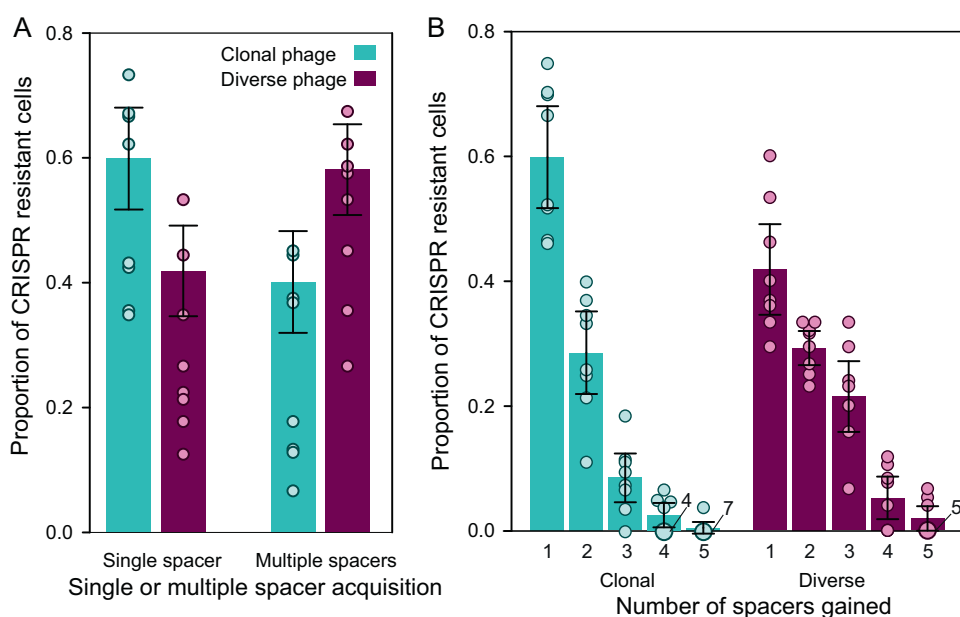 A
Proportion of CRISPR resistant cells
0.8
0.6
0.4
0.2
0.0
Clonal phage
Diverse phage
Single spacer Multiple spacers
Single or multiple spacer acquisition
B
Proportion of CRISPR resistant cells
0.8
0.6
0.4
0.2
0.0
4
7
5
1 2 3 4 5 1 2 3 4 5
Clonal Diverse
Number of spacers gained